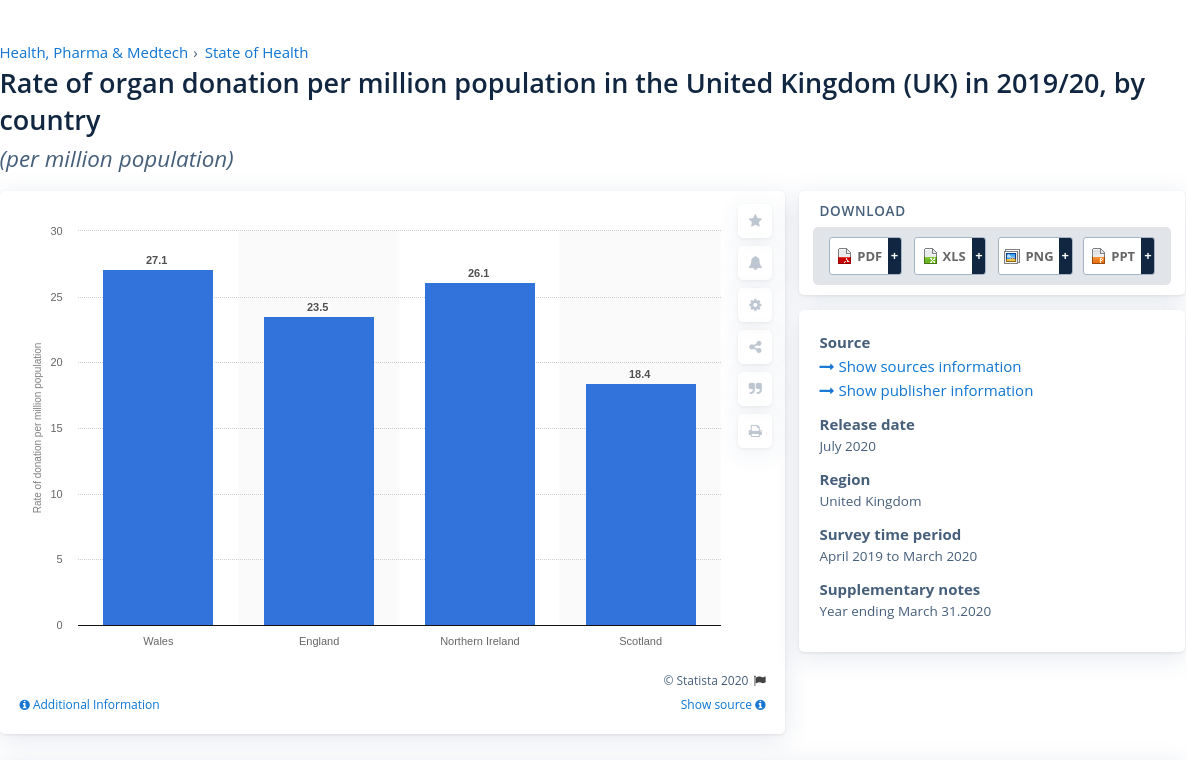 Health, Pharma & Medtech › State of Health
Rate of organ donation per million population in the United Kingdom (UK) in 2019/20, by
country
(per million population)
30
25
20
15
10
5
0
Rate of donation per million population
27.1
23.5
26.1
18.4
Wales
England
Northern Ireland
Scotland
© Statista 2020
Additional Information
Show source
DOWNLOAD
PDF +
XLS +
PNG +
PPT +
Source
Show sources information
Show publisher information
Release date
July 2020
Region
United Kingdom
Survey time period
April 2019 to March 2020
Supplementary notes
Year ending March 31.2020